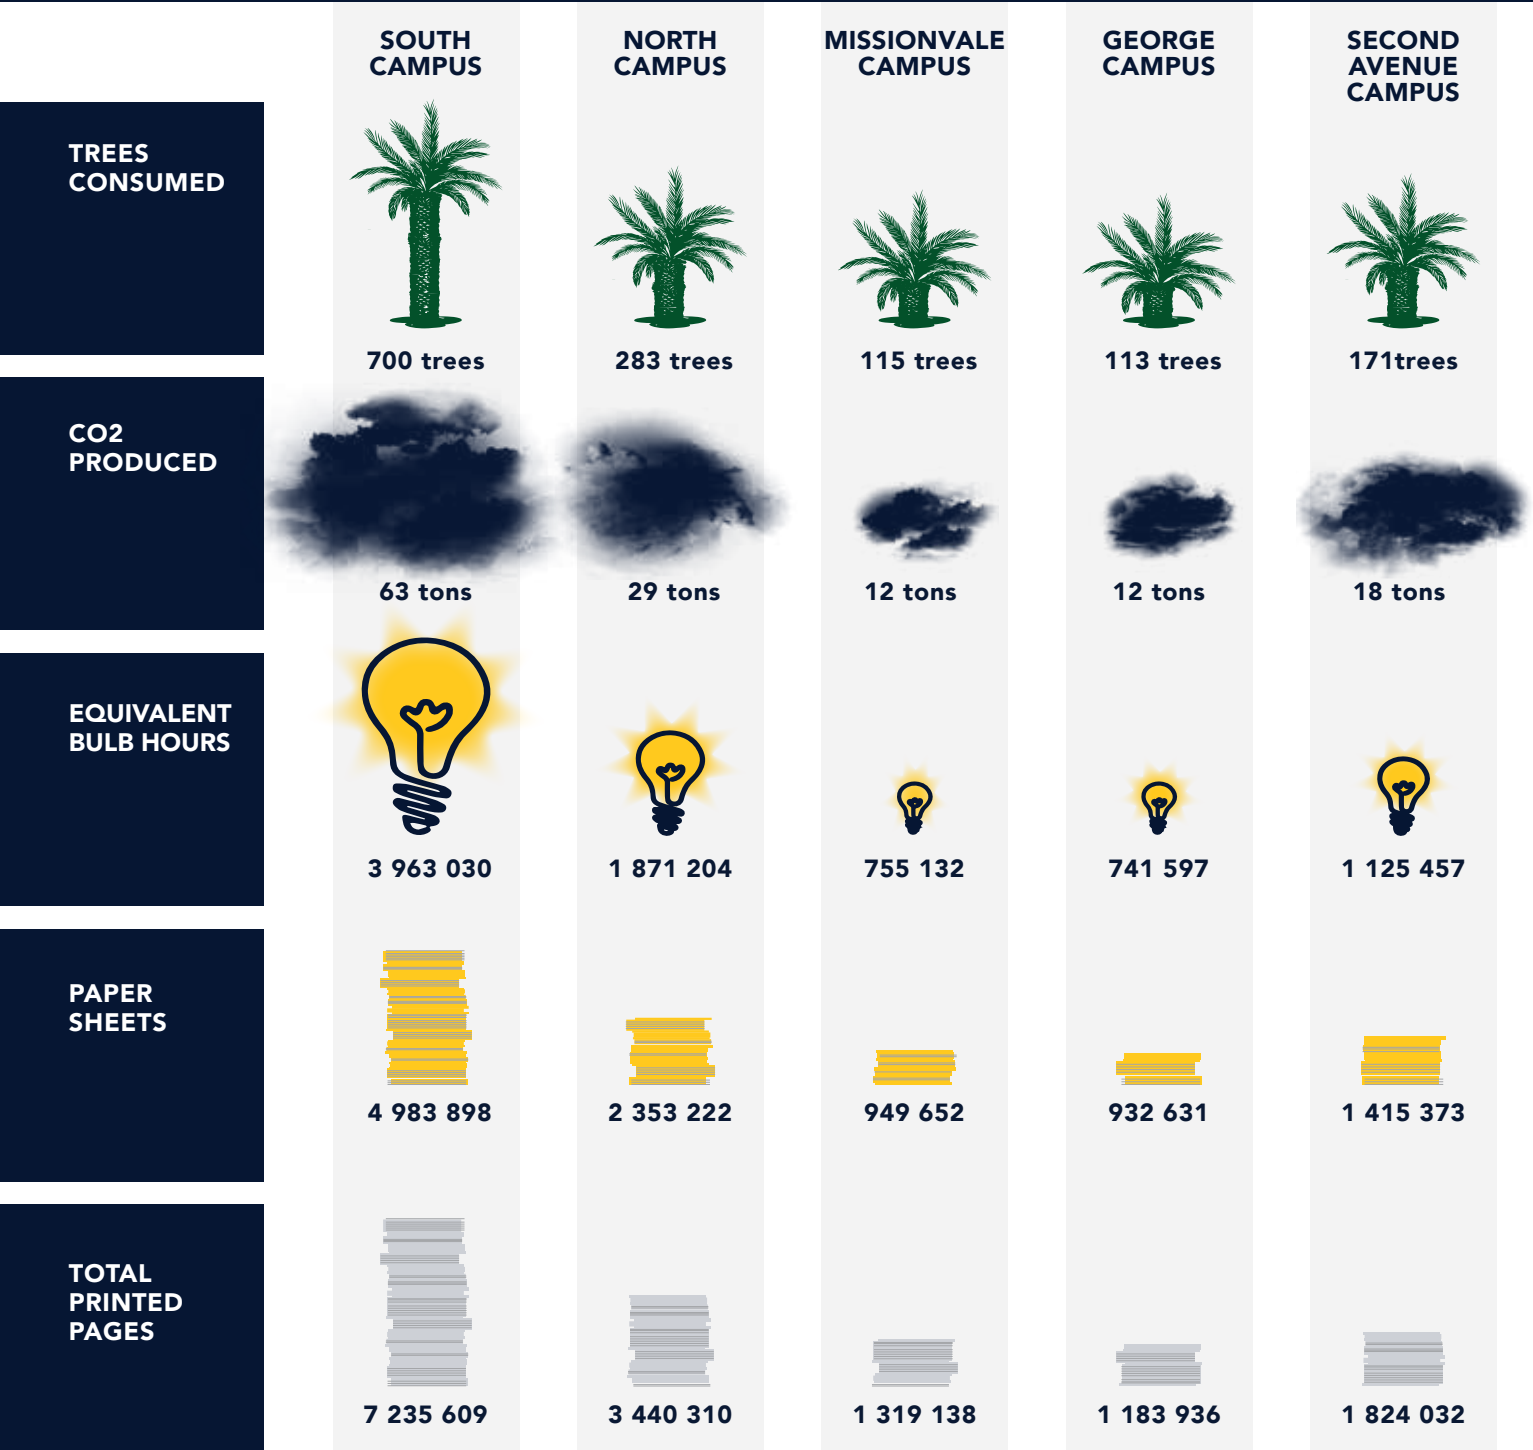 SOUTH
CAMPUS
NORTH
CAMPUS
MISSIONVALE
CAMPUS
GEORGE
CAMPUS
SECOND
AVENUE
CAMPUS
TREES
CONSUMED
700 trees
283 trees
115 trees
113 trees
171trees
CO2
PRODUCED
63 tons
29 tons
12 tons
12 tons
18 tons
EQUIVALENT
BULB HOURS
3 963 030
1 871 204
755 132
741 597
1 125 457
PAPER
SHEETS
4 983 898
2 353 222
949 652
932 631
1 415 373
TOTAL
PRINTED
PAGES
7 235 609
3 440 310
1 319 138
1 183 936
1 824 032